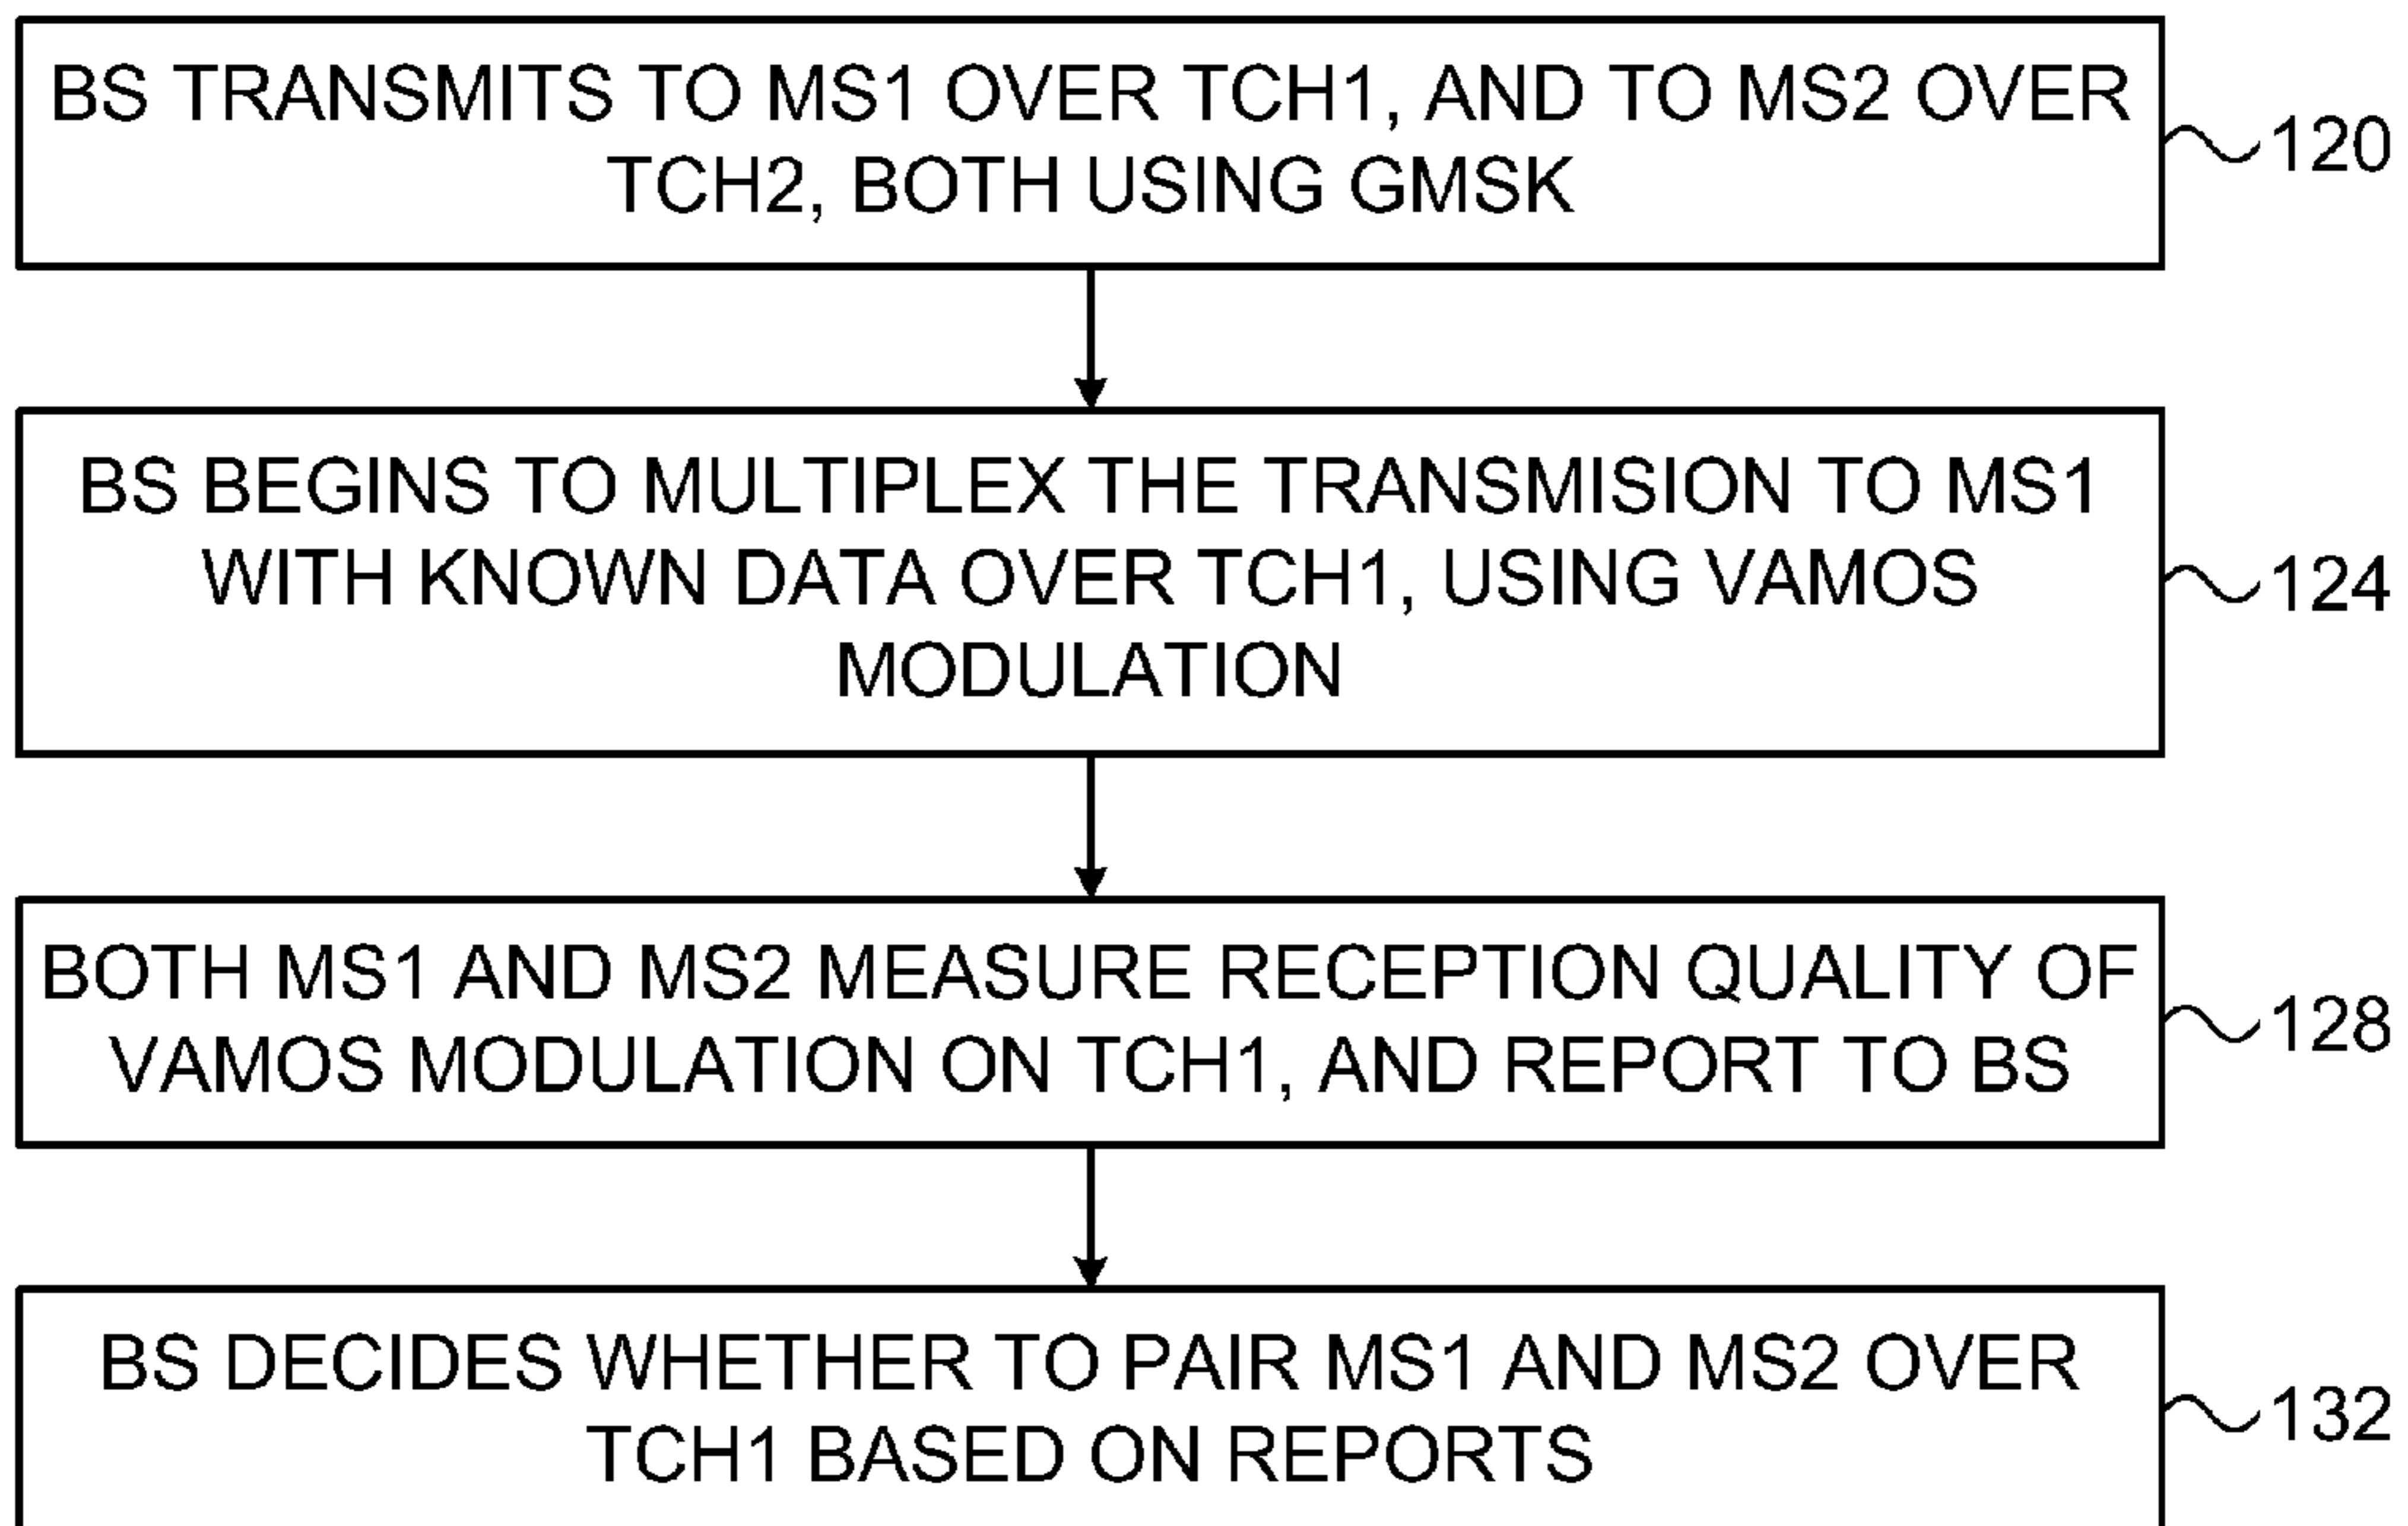 BS TRANSMITS TO MS1 OVER TCH1, AND TO MS2 OVER
TCH2, BOTH USING GMSK
120
BS BEGINS TO MULTIPLEX THE TRANSMISION TO MS1
WITH KNOWN DATA OVER TCH1, USING VAMOS
MODULATION
124
BOTH MS1 AND MS2 MEASURE RECEPTION QUALITY OF
VAMOS MODULATION ON TCH1, AND REPORT TO BS
128
BS DECIDES WHETHER TO PAIR MS1 AND MS2 OVER
TCH1 BASED ON REPORTS
132